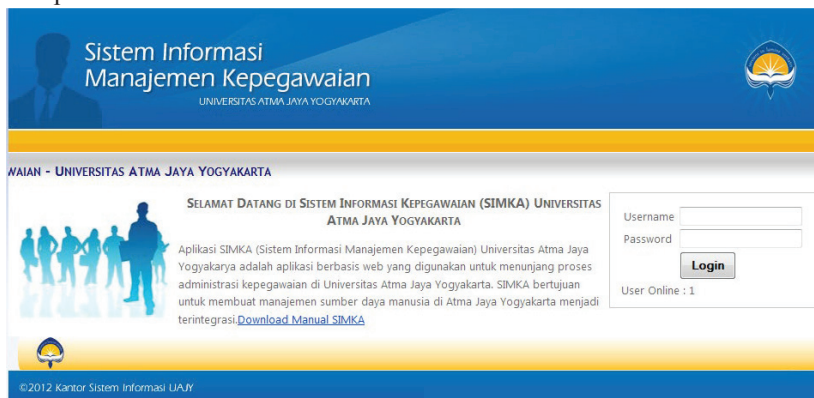 Sistem Informasi
Manajemen Kepegawaian
UNIVERSITAS ATMA JAYA YOGYAKARTA
WAIAN - UNIVERSITAS ATMA JAYA YOGYAKARTA
SELAMAT DATANG DI SISTEM INFORMASI KEPEGAWAIAN (SIMKA) UNIVERSITAS
ATMA JAYA YOGYAKARTA
Aplikasi SIMKA (Sistem Informasi Manajemen Kepegawaian) Universitas Atma Jaya
Yogyakarya adalah aplikasi berbasis web yang digunakan untuk menunjang proses
administrasi kepegawaian di Universitas Atma Jaya Yogyakarta. SIMKA bertujuan
untuk membuat manajemen sumber daya manusia di Atma Jaya Yogyakarta menjadi
terintegrasi.Download Manual SIMKA
Username
Password
Login
User Online : 1
©2012 Kantor Sistem Informasi UAJY